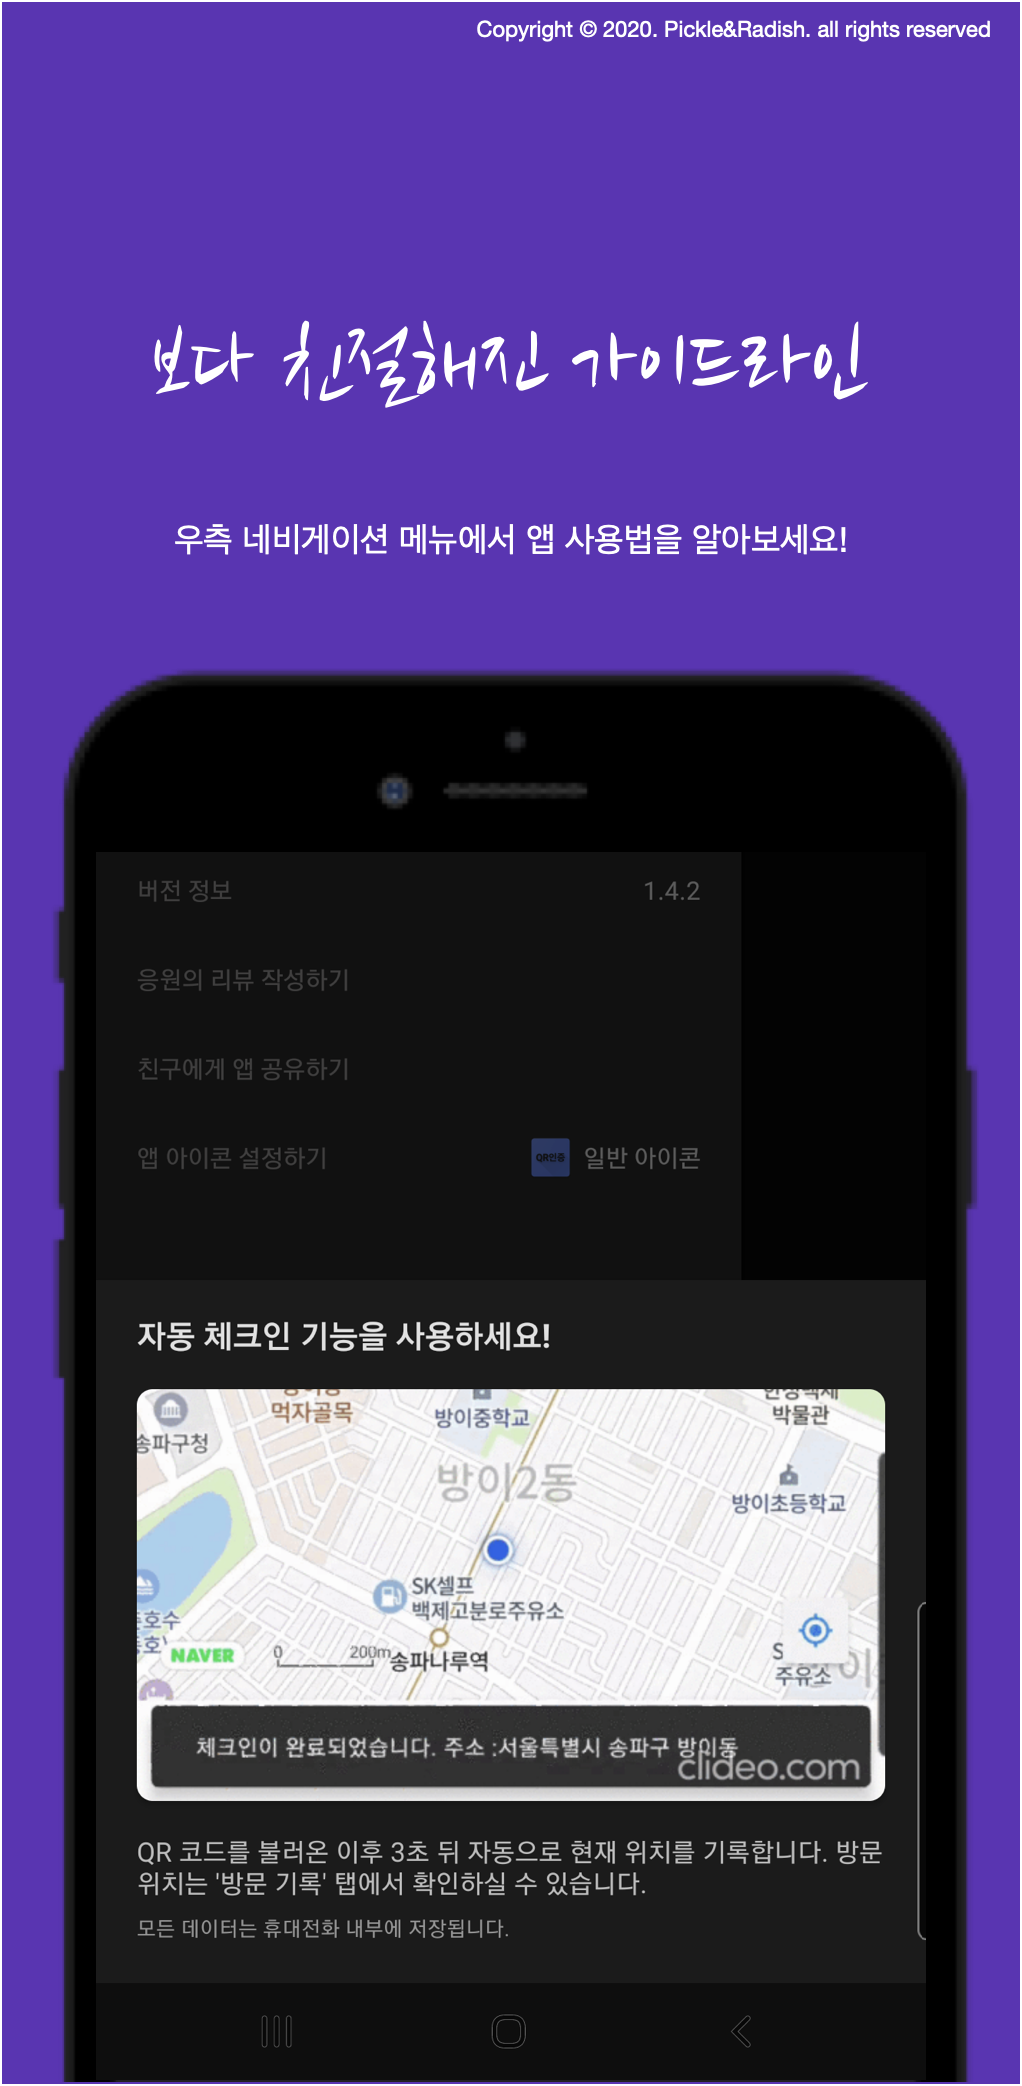 Copyright © 2020. Pickle&Radish. all rights reserved
보다 친절해진 가이드라인
우측 네비게이션 메뉴에서 앱 사용법을 알아보세요!
버전 정보 1.4.2
응원의 리뷰 작성하기
친구에게 앱 공유하기
앱 아이콘 설정하기 QR인증 일반 아이콘
자동 체크인 기능을 사용하세요!
먹자골목
방이중학교
박물관
송파구청
방이2동
방이초등학교
SK셀프
백제고분로주유소
호수
NAVER
0 200m
송파나루역
주유소
체크인이 완료되었습니다. 주소 :서울특별시 송파구 방이동
clideo.com
QR 코드를 불러온 이후 3초 뒤 자동으로 현재 위치를 기록합니다. 방문
위치는 '방문 기록' 탭에서 확인하실 수 있습니다.
모든 데이터는 휴대전화 내부에 저장됩니다.